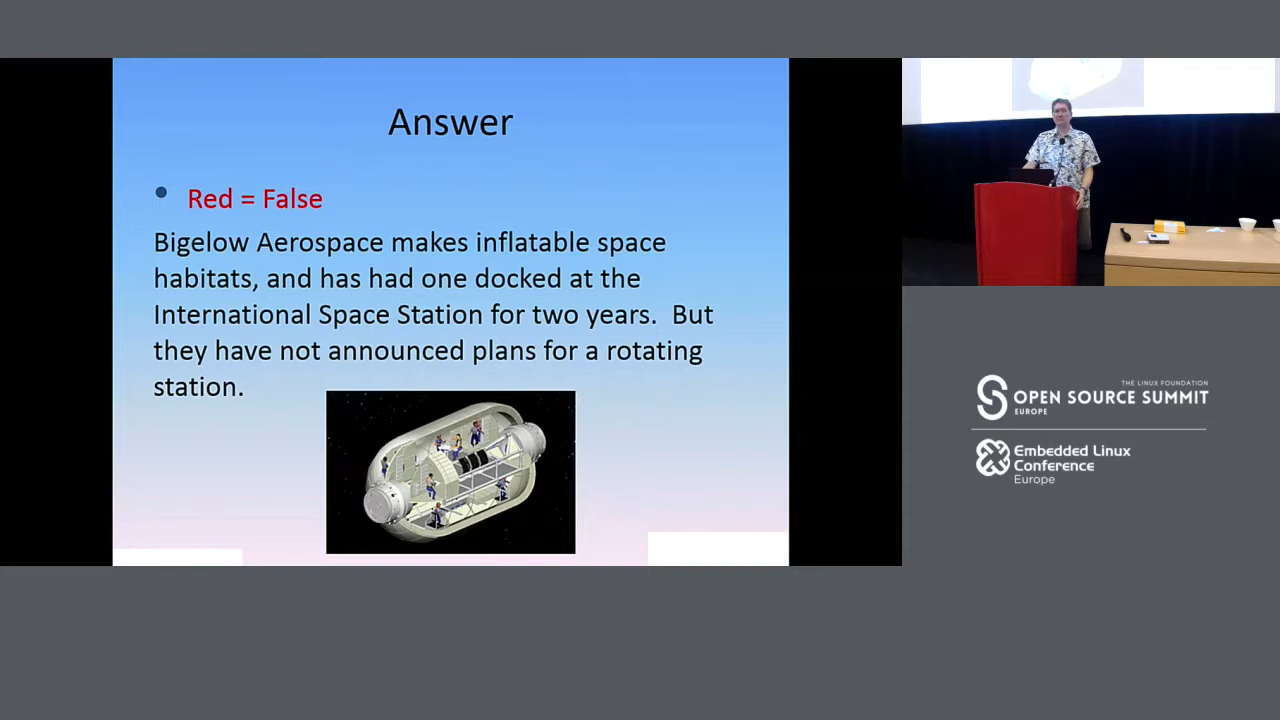 Answer
Red = False
Bigelow Aerospace makes inflatable space
habitats, and has had one docked at the
International Space Station for two years.  But
they have not announced plans for a rotating
station.
THE LINUX FOUNDATION
OPEN SOURCE SUMMIT
EUROPE
Embedded Linux
Conference
Europe